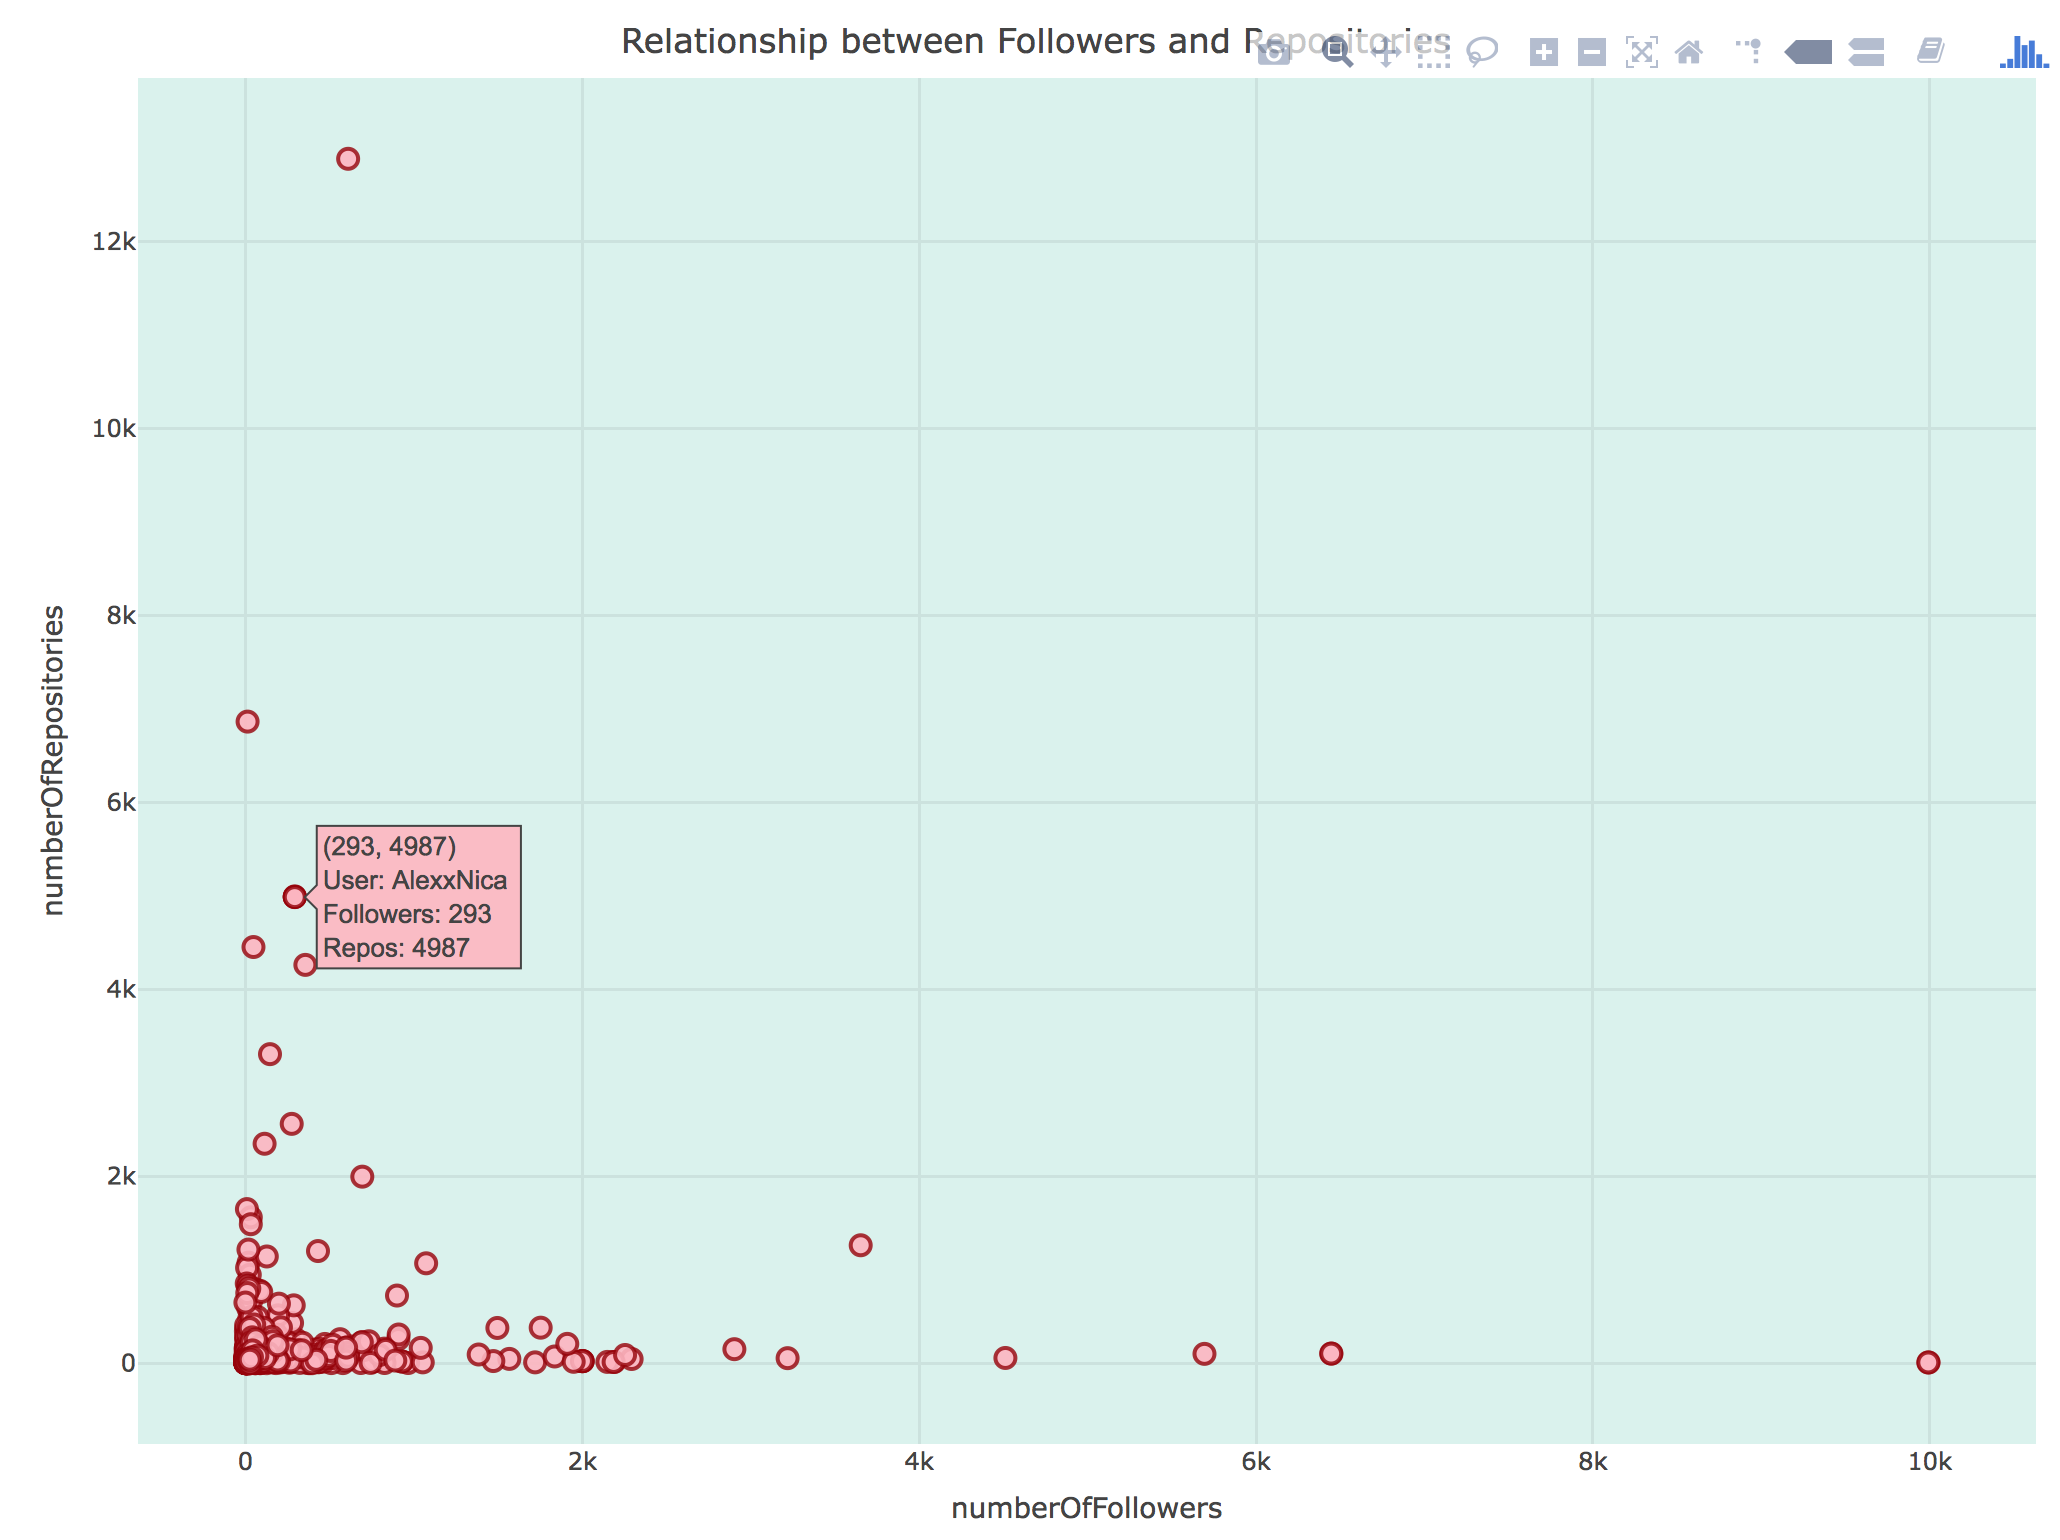 Relationship between Followers and Repositories
12k
10k
8k
6k
4k
2k
0
numberOfRepositories
(293, 4987)
User: AlexxNica
Followers: 293
Repos: 4987
0
2k
4k
6k
8k
10k
numberOfFollowers